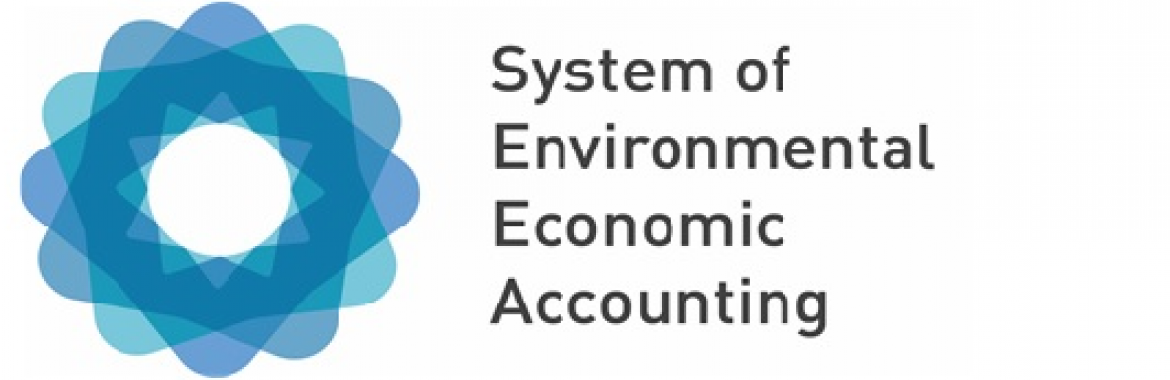 System of
Environmental
Economic
Accounting